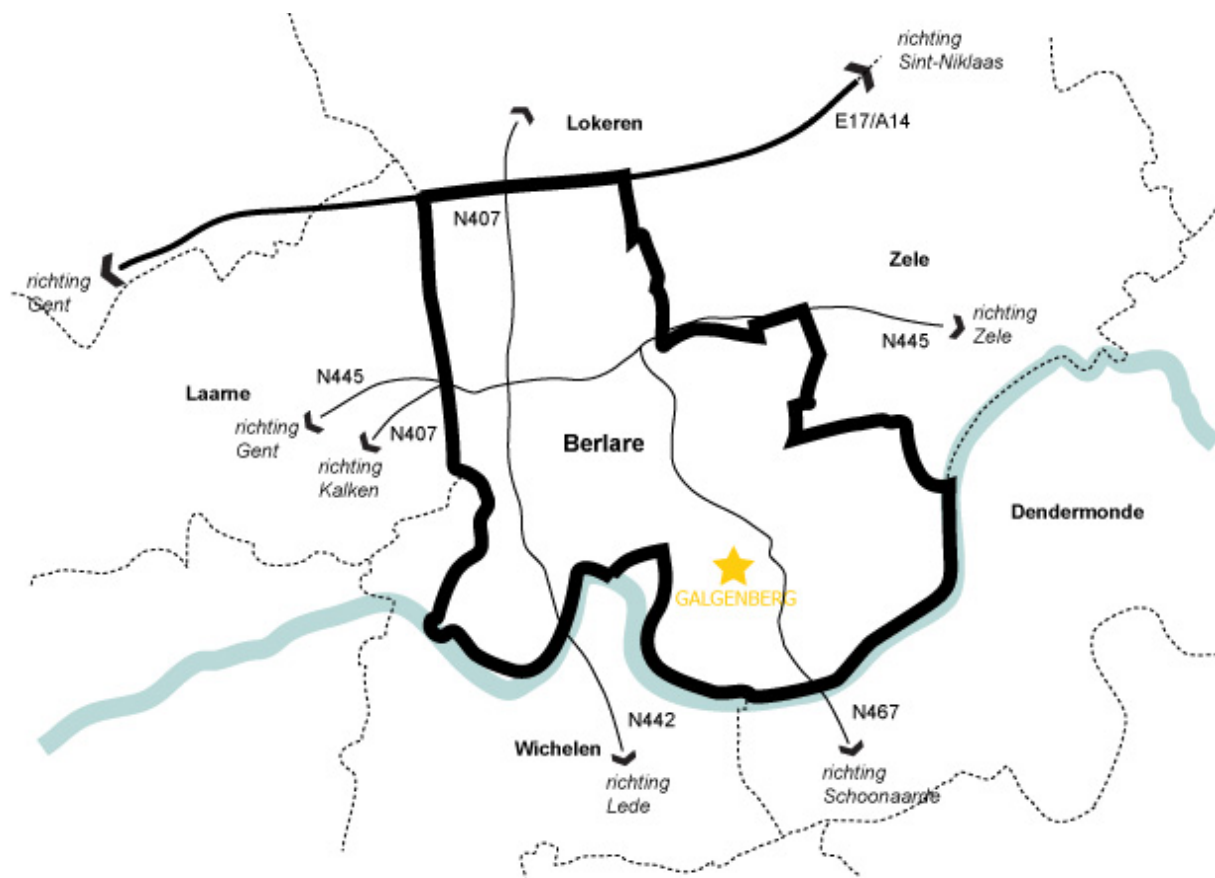 richting
Sint-Niklaas
Lokeren
E17/A14
N407
Zele
richting
Gent
richting
Zele
N445
N445
Laarne
richting
Gent
N407
Berlare
richting
Kalken
Dendermonde
GALGENBERG
N442
N467
Wichelen
richting
Lede
richting
Schoonaarde